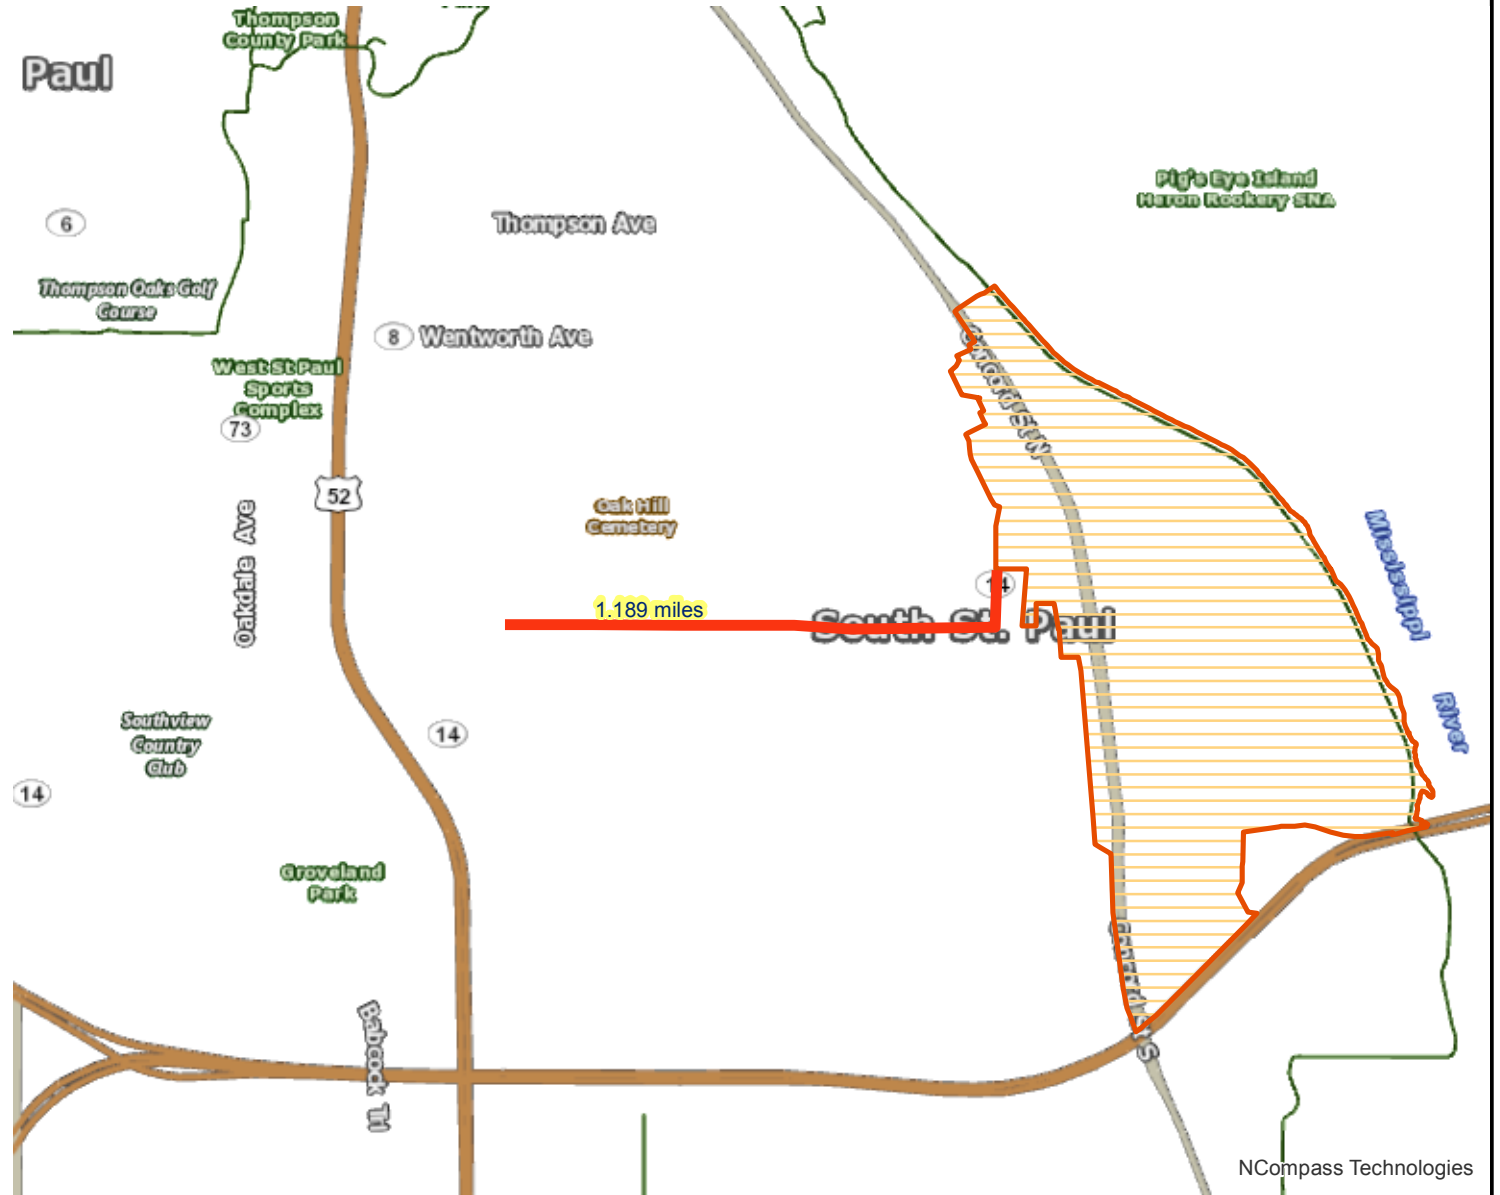 Thompson
County Park
Paul
Pig's Eye Island
Heron Rookery SNA
6
Thompson Ave
Thompson Oaks Golf
Course
8 Wentworth Ave
Concord St N
West St Paul
Sports
Complex
73
52
Oakdale Ave
Oak Hill
Cemetery
Mississippi
River
14
1.189 miles
South St. Paul
Southview
Country
Club
14
14
Groveland
Park
Babcock Trl
NCompass Technologies